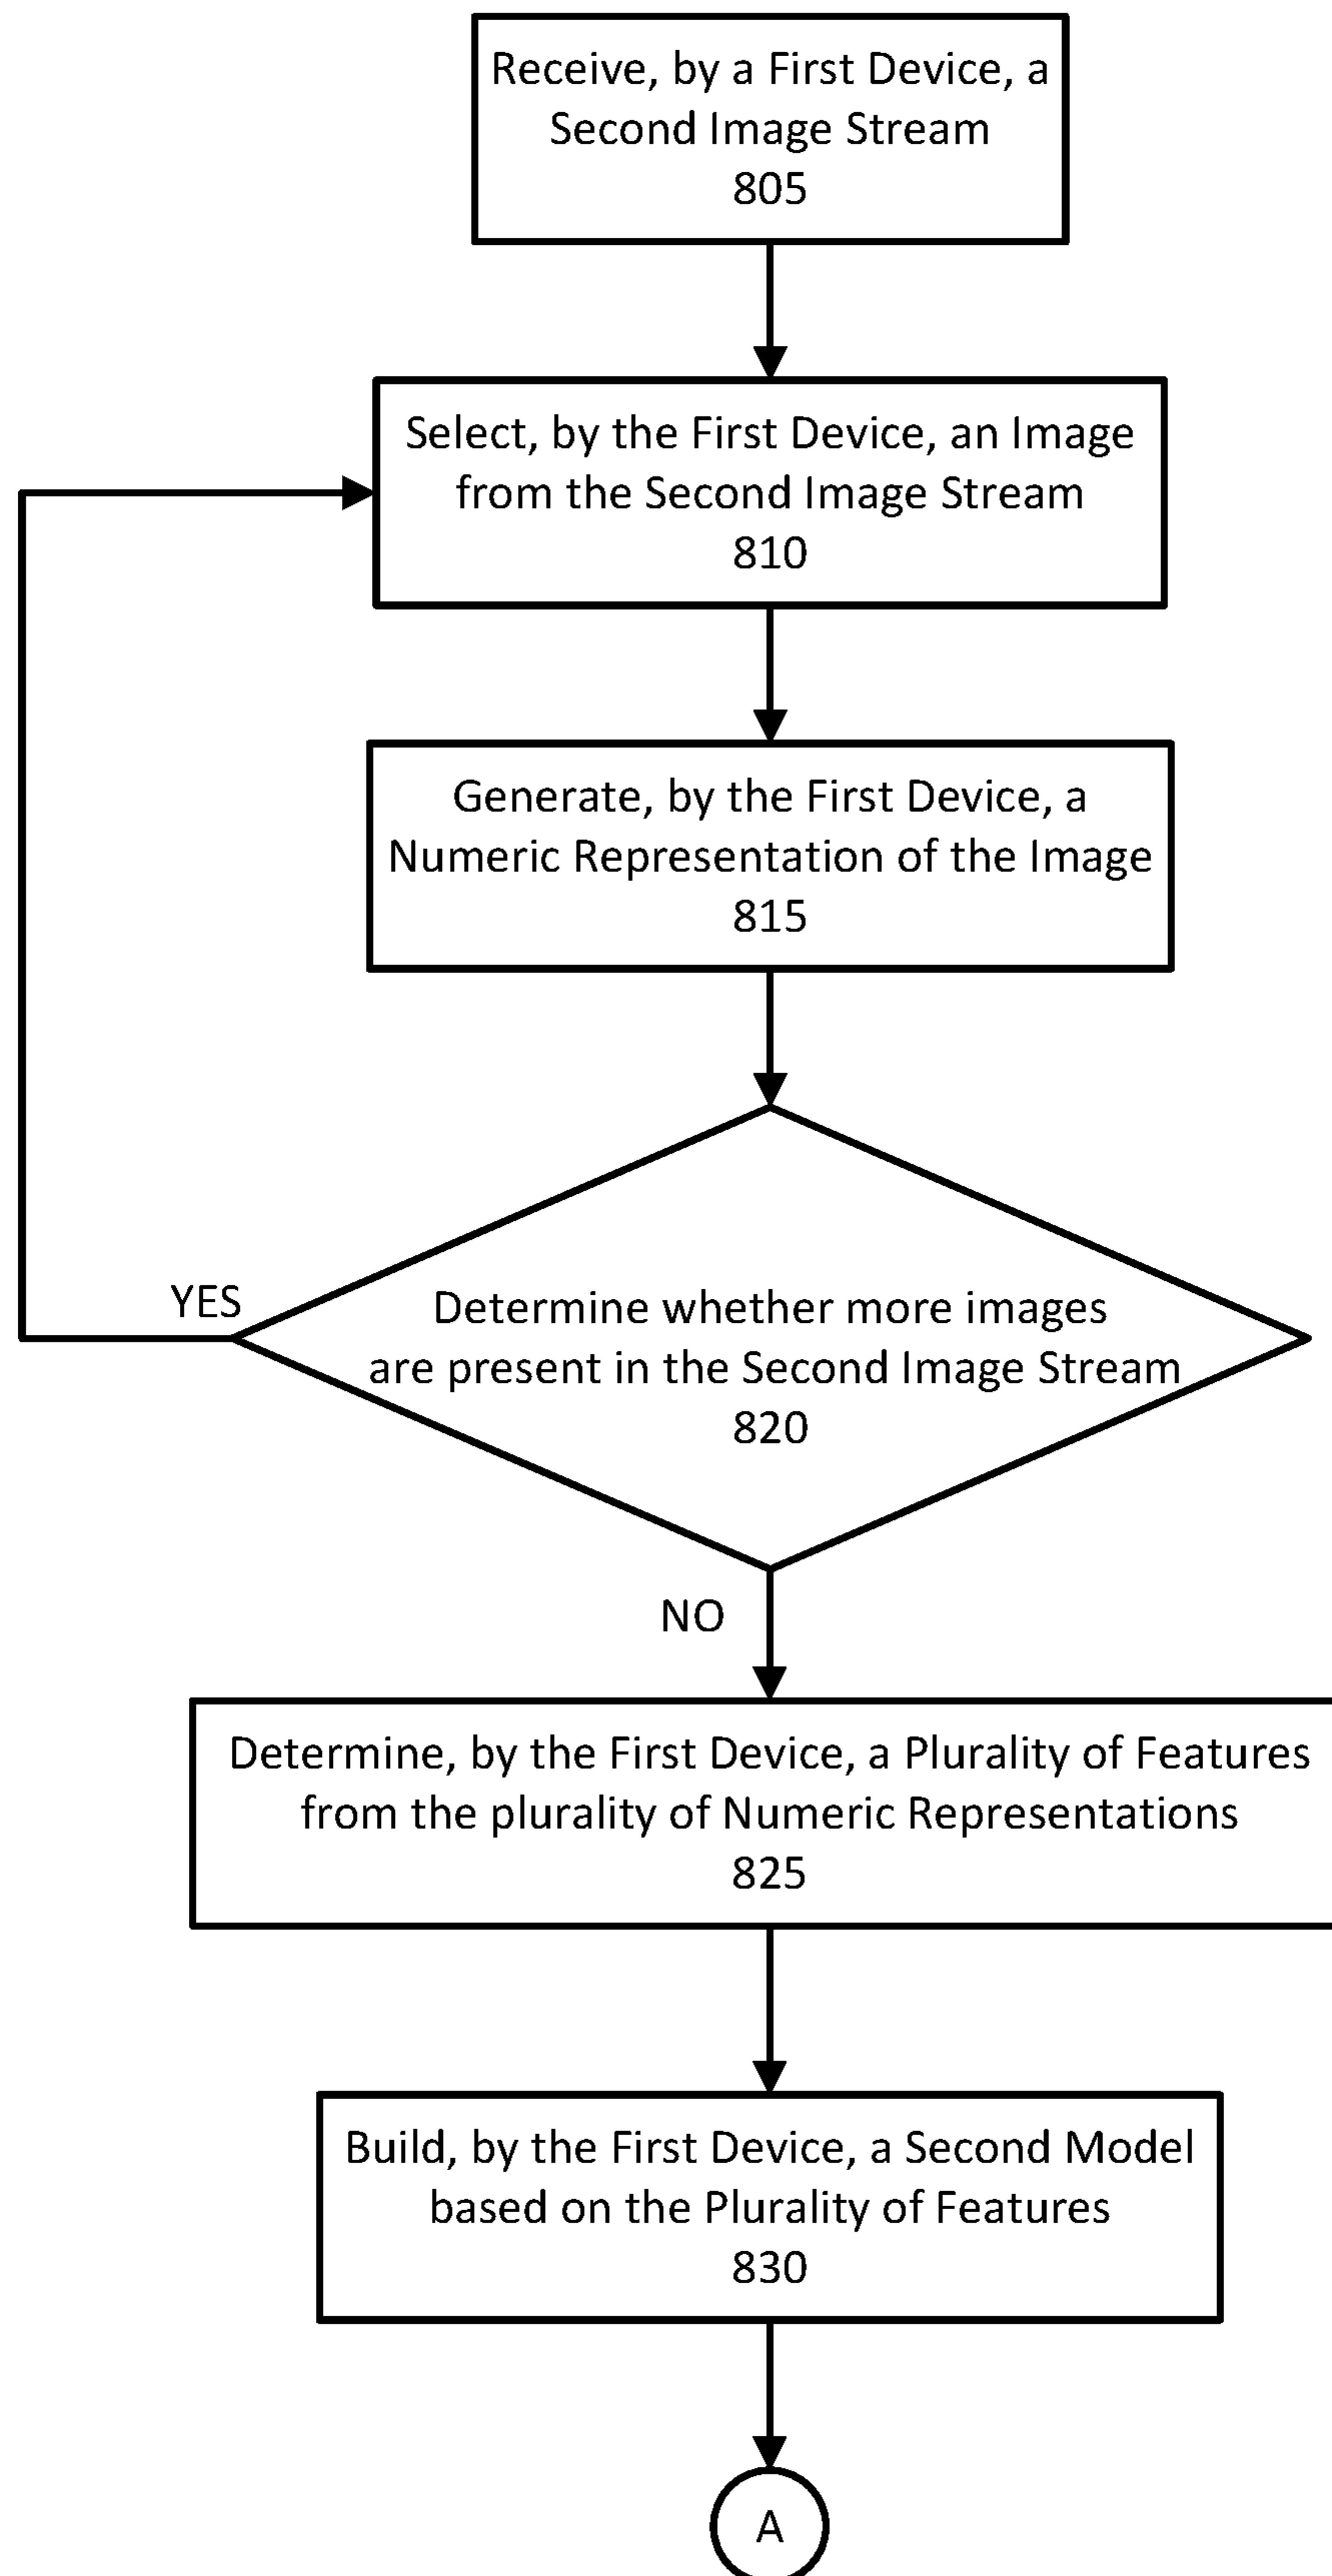 Receive, by a First Device, a
Second Image Stream
805
Select, by the First Device, an Image
from the Second Image Stream
810
Generate, by the First Device, a
Numeric Representation of the Image
815
YES
Determine whether more images
are present in the Second Image Stream
820
NO
Determine, by the First Device, a Plurality of Features
from the plurality of Numeric Representations
825
Build, by the First Device, a Second Model
based on the Plurality of Features
830
A